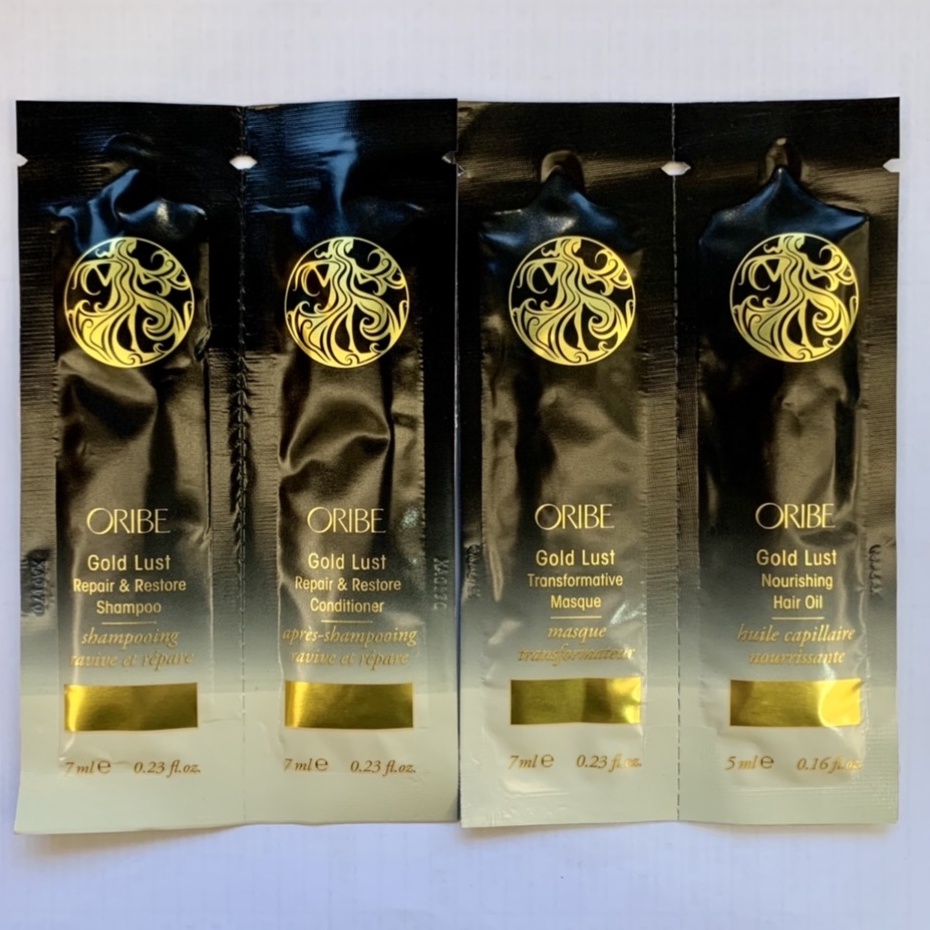 ORIBE
Gold Lust
Repair & Restore
Shampoo
shampooing
ravive et répare
7 ml ℮ 0.23 fl.oz.
ORIBE
Gold Lust
Repair & Restore
Conditioner
après-shampooing
ravive et répare
7 ml ℮ 0.23 fl.oz.
ORIBE
Gold Lust
Transformative
Masque
masque
transformateur
7 ml ℮ 0.23 fl.oz.
ORIBE
Gold Lust
Nourishing
Hair Oil
huile capillaire
nourrissante
5 ml ℮ 0.16 fl.oz.